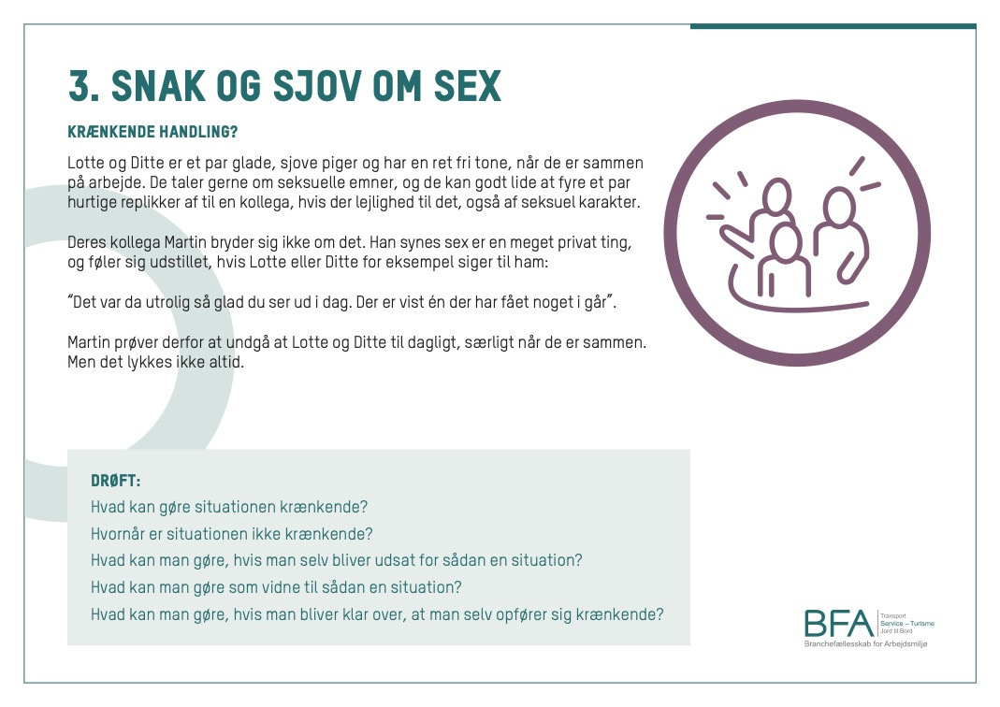 3. SNAK OG SJOV OM SEX
KRÆNKENDE HANDLING?
Lotte og Ditte er et par glade, sjove piger og har en ret fri tone, når de er sammen
på arbejde. De taler gerne om seksuelle emner, og de kan godt lide at fyre et par
hurtige replikker af til en kollega, hvis der lejlighed til det, også af seksuel karakter.
Deres kollega Martin bryder sig ikke om det. Han synes sex er en meget privat ting,
og føler sig udstillet, hvis Lotte eller Ditte for eksempel siger til ham:
“Det var da utrolig så glad du ser ud i dag. Der er vist én der har fået noget i går”.
Martin prøver derfor at undgå at Lotte og Ditte til dagligt, særligt når de er sammen.
Men det lykkes ikke altid.
DRØFT:
Hvad kan gøre situationen krænkende?
Hvornår er situationen ikke krænkende?
Hvad kan man gøre, hvis man selv bliver udsat for sådan en situation?
Hvad kan man gøre som vidne til sådan en situation?
Hvad kan man gøre, hvis man bliver klar over, at man selv opfører sig krænkende?
BFA
Transport
Service – Turisme
Jord til Bord
Branchefællesskab for Arbejdsmiljø